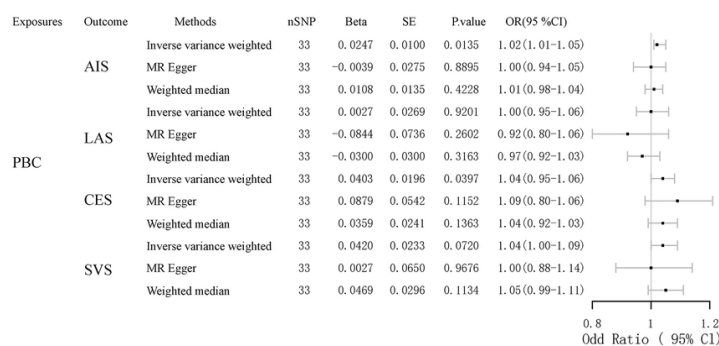 Exposures Outcome Methods nSNP Beta SE P.value OR(95 %CI)
Inverse variance weighted 33 0.0247 0.0100 0.0135 1.02(1.01-1.05)
AIS MR Egger 33 -0.0039 0.0275 0.8895 1.00(0.94-1.05)
Weighted median 33 0.0108 0.0135 0.4228 1.01(0.98-1.04)
Inverse variance weighted 33 0.0027 0.0269 0.9201 1.00(0.95-1.06)
LAS MR Egger 33 -0.0844 0.0736 0.2602 0.92(0.80-1.06)
PBC Weighted median 33 -0.0300 0.0300 0.3163 0.97(0.92-1.03)
Inverse variance weighted 33 0.0403 0.0196 0.0397 1.04(0.95-1.06)
CES MR Egger 33 0.0879 0.0542 0.1152 1.09(0.80-1.06)
Weighted median 33 0.0359 0.0241 0.1363 1.04(0.92-1.03)
Inverse variance weighted 33 0.0420 0.0233 0.0720 1.04(1.00-1.09)
SVS MR Egger 33 0.0027 0.0650 0.9676 1.00(0.88-1.14)
Weighted median 33 0.0469 0.0296 0.1134 1.05(0.99-1.11)
0.8 1 1.2
Odd Ratio ( 95% Cl)